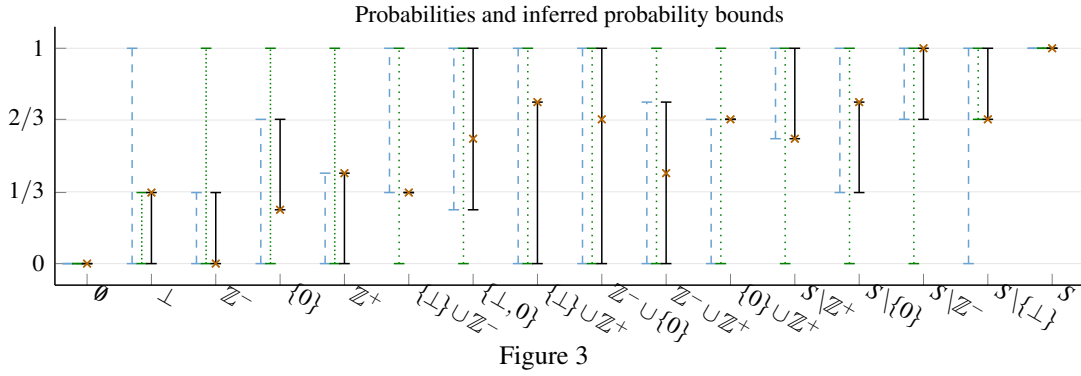 Probabilities and inferred probability bounds
1
2/3
1/3
0
∅
⊥
ℤ⁻
{0}
ℤ⁺
{⊥}∪ℤ⁻
{⊥, 0}
{⊥}∪ℤ⁺
ℤ⁻∪{0}
ℤ⁻∪ℤ⁺
{0}∪ℤ⁺
S\ℤ⁺
S\{0}
S\ℤ⁻
S\{⊥}
S
Figure 3